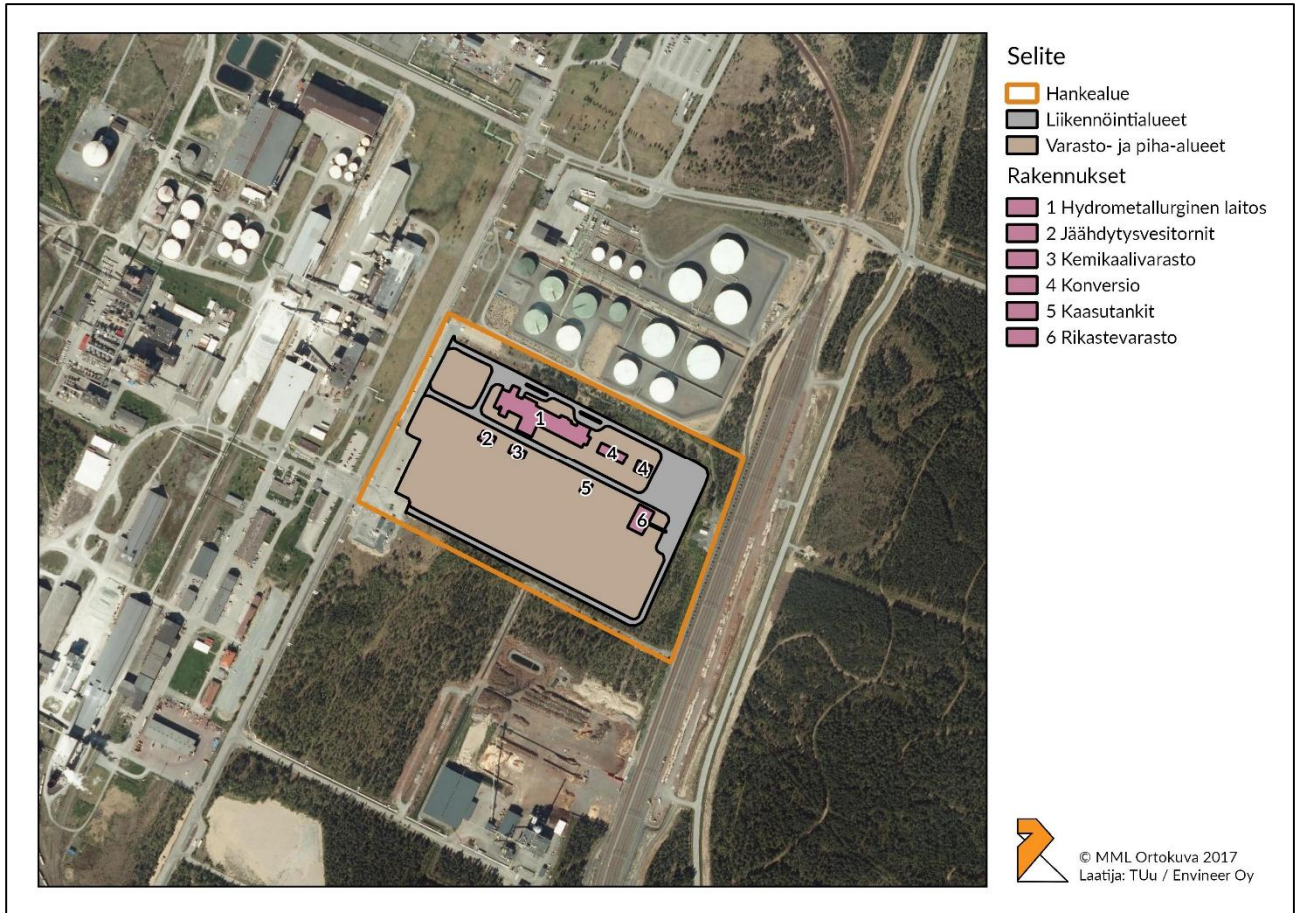 Selite
Hankealue
Liikennöintialueet
Varasto- ja piha-alueet
Rakennukset
1 Hydrometallurginen laitos
2 Jäähdytysvesitornit
3 Kemikaalivarasto
4 Konversio
5 Kaasutankit
6 Rikastevarasto
1
2
3
4
4
5
6
© MML Ortokuva 2017
Laatija: TUu / Envineer Oy